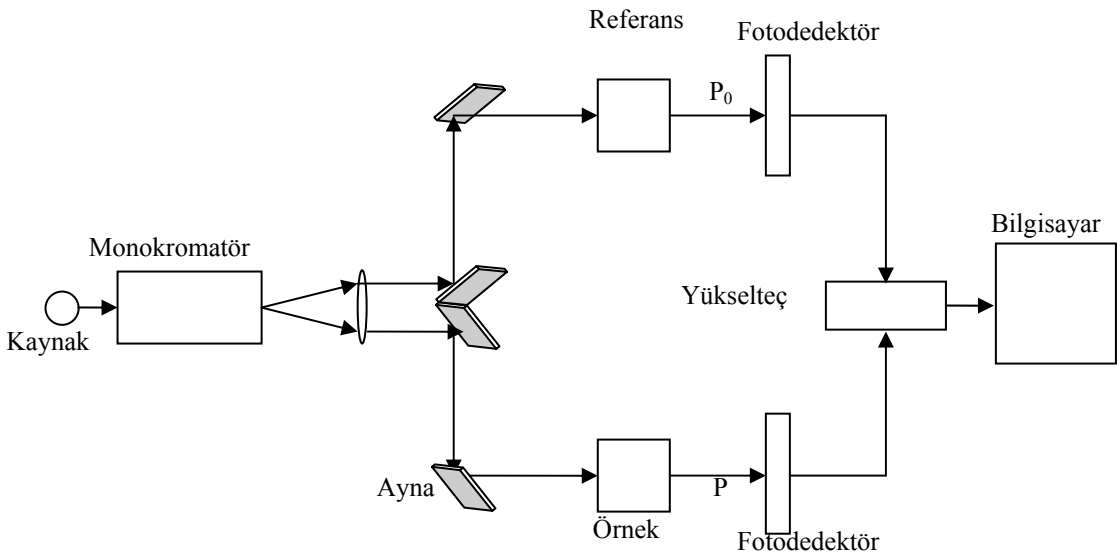 Referans
Fotodedektör
P₀
Bilgisayar
Monokromatör
Yükselteç
Kaynak
Ayna
P
Örnek
Fotodedektör